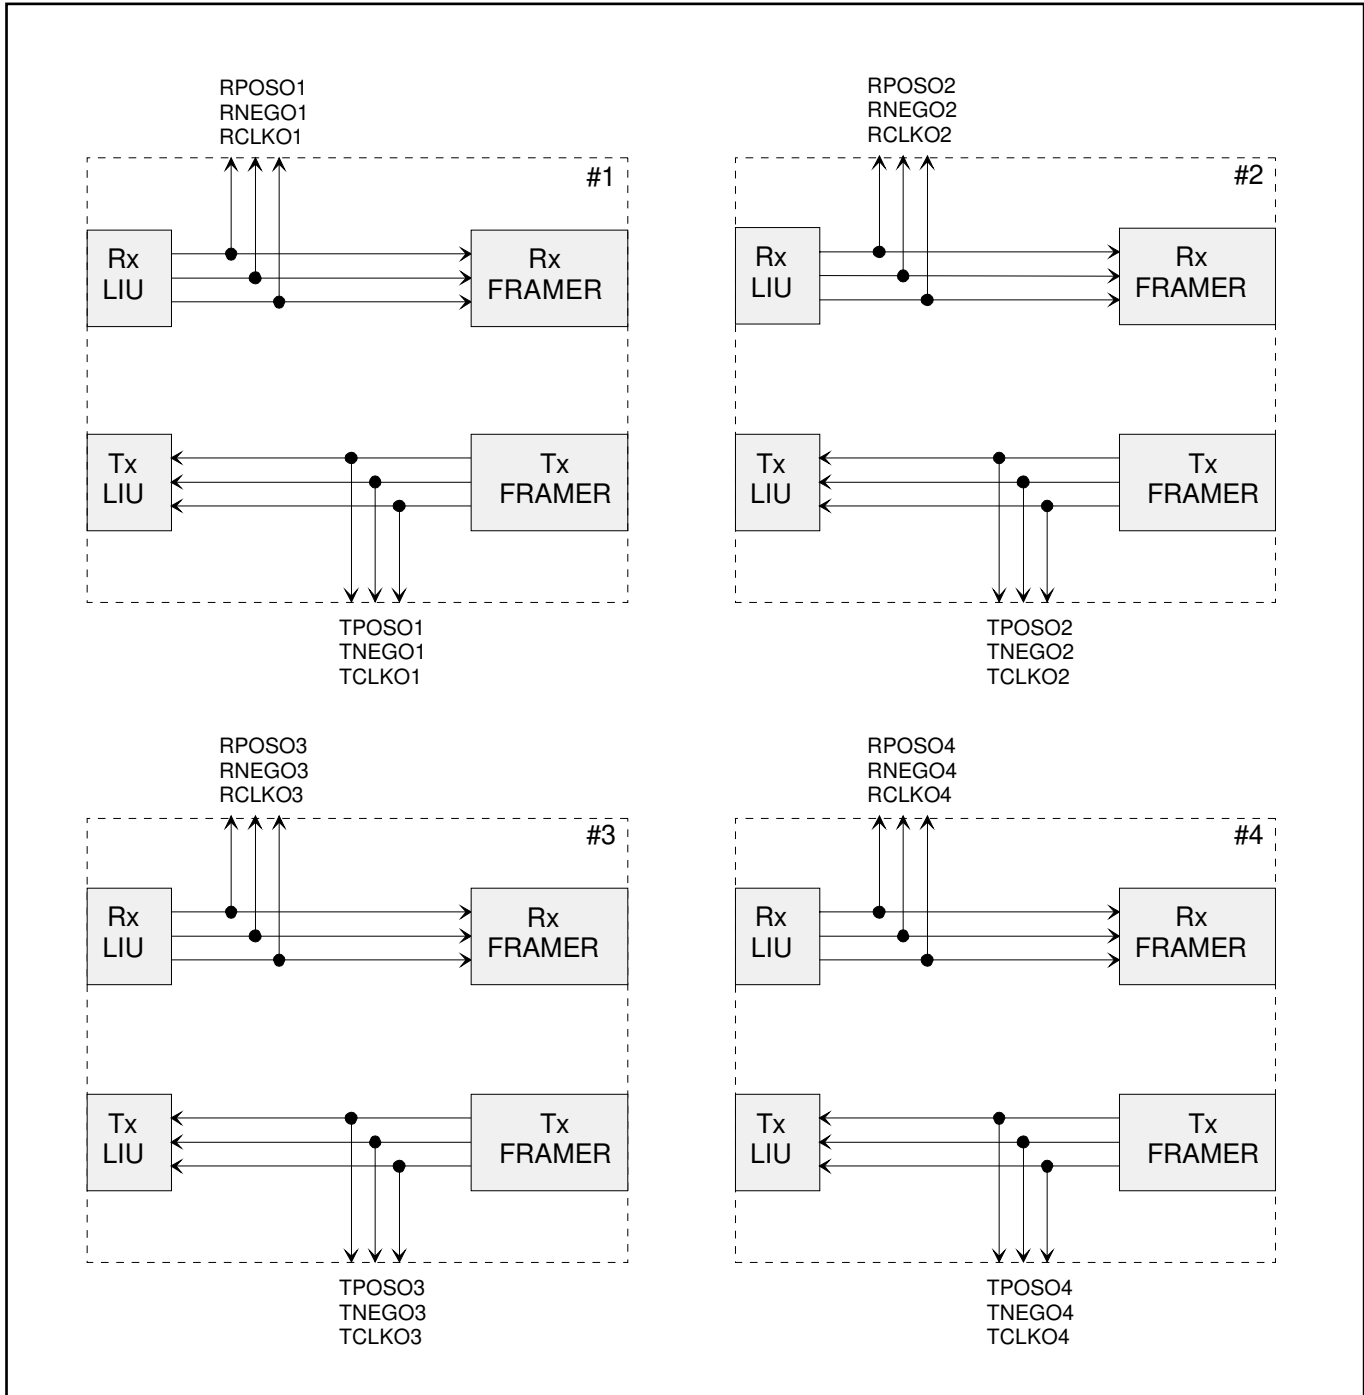 RPOSO1
RNEGO1
RCLKO1
#1
Rx
LIU
Rx
FRAMER
Tx
LIU
Tx
FRAMER
TPOSO1
TNEGO1
TCLKO1
RPOSO2
RNEGO2
RCLKO2
#2
Rx
LIU
Rx
FRAMER
Tx
LIU
Tx
FRAMER
TPOSO2
TNEGO2
TCLKO2
RPOSO3
RNEGO3
RCLKO3
#3
Rx
LIU
Rx
FRAMER
Tx
LIU
Tx
FRAMER
TPOSO3
TNEGO3
TCLKO3
RPOSO4
RNEGO4
RCLKO4
#4
Rx
LIU
Rx
FRAMER
Tx
LIU
Tx
FRAMER
TPOSO4
TNEGO4
TCLKO4